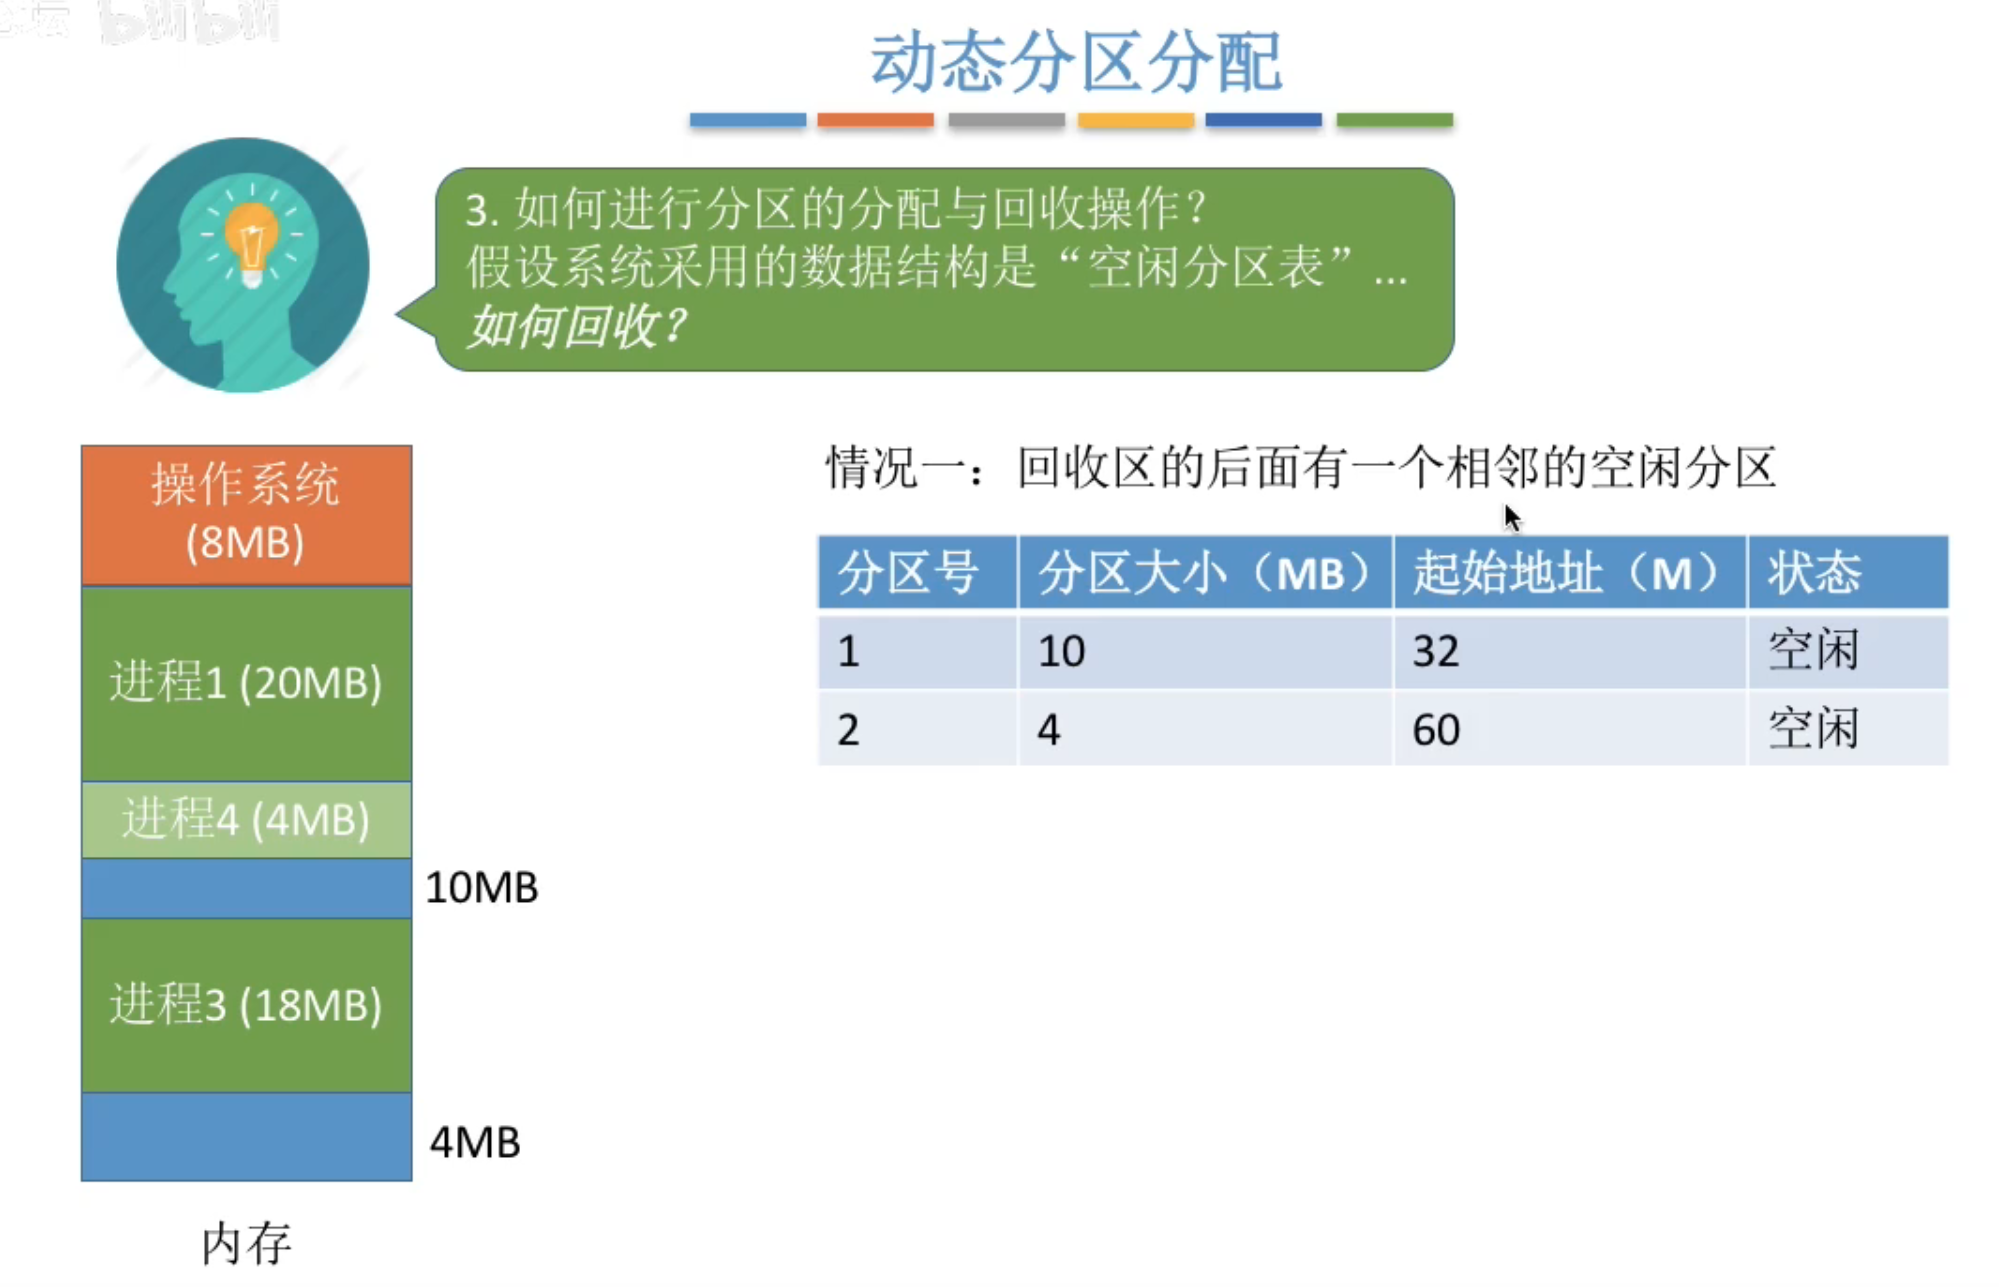 bilibili
动态分区分配
3. 如何进行分区的分配与回收操作？
假设系统采用的数据结构是“空闲分区表”...
如何回收？
操作系统
(8MB)
进程1 (20MB)
进程4 (4MB)
10MB
进程3 (18MB)
4MB
内存
情况一：回收区的后面有一个相邻的空闲分区
分区号 分区大小（MB） 起始地址（M） 状态
1 10 32 空闲
2 4 60 空闲